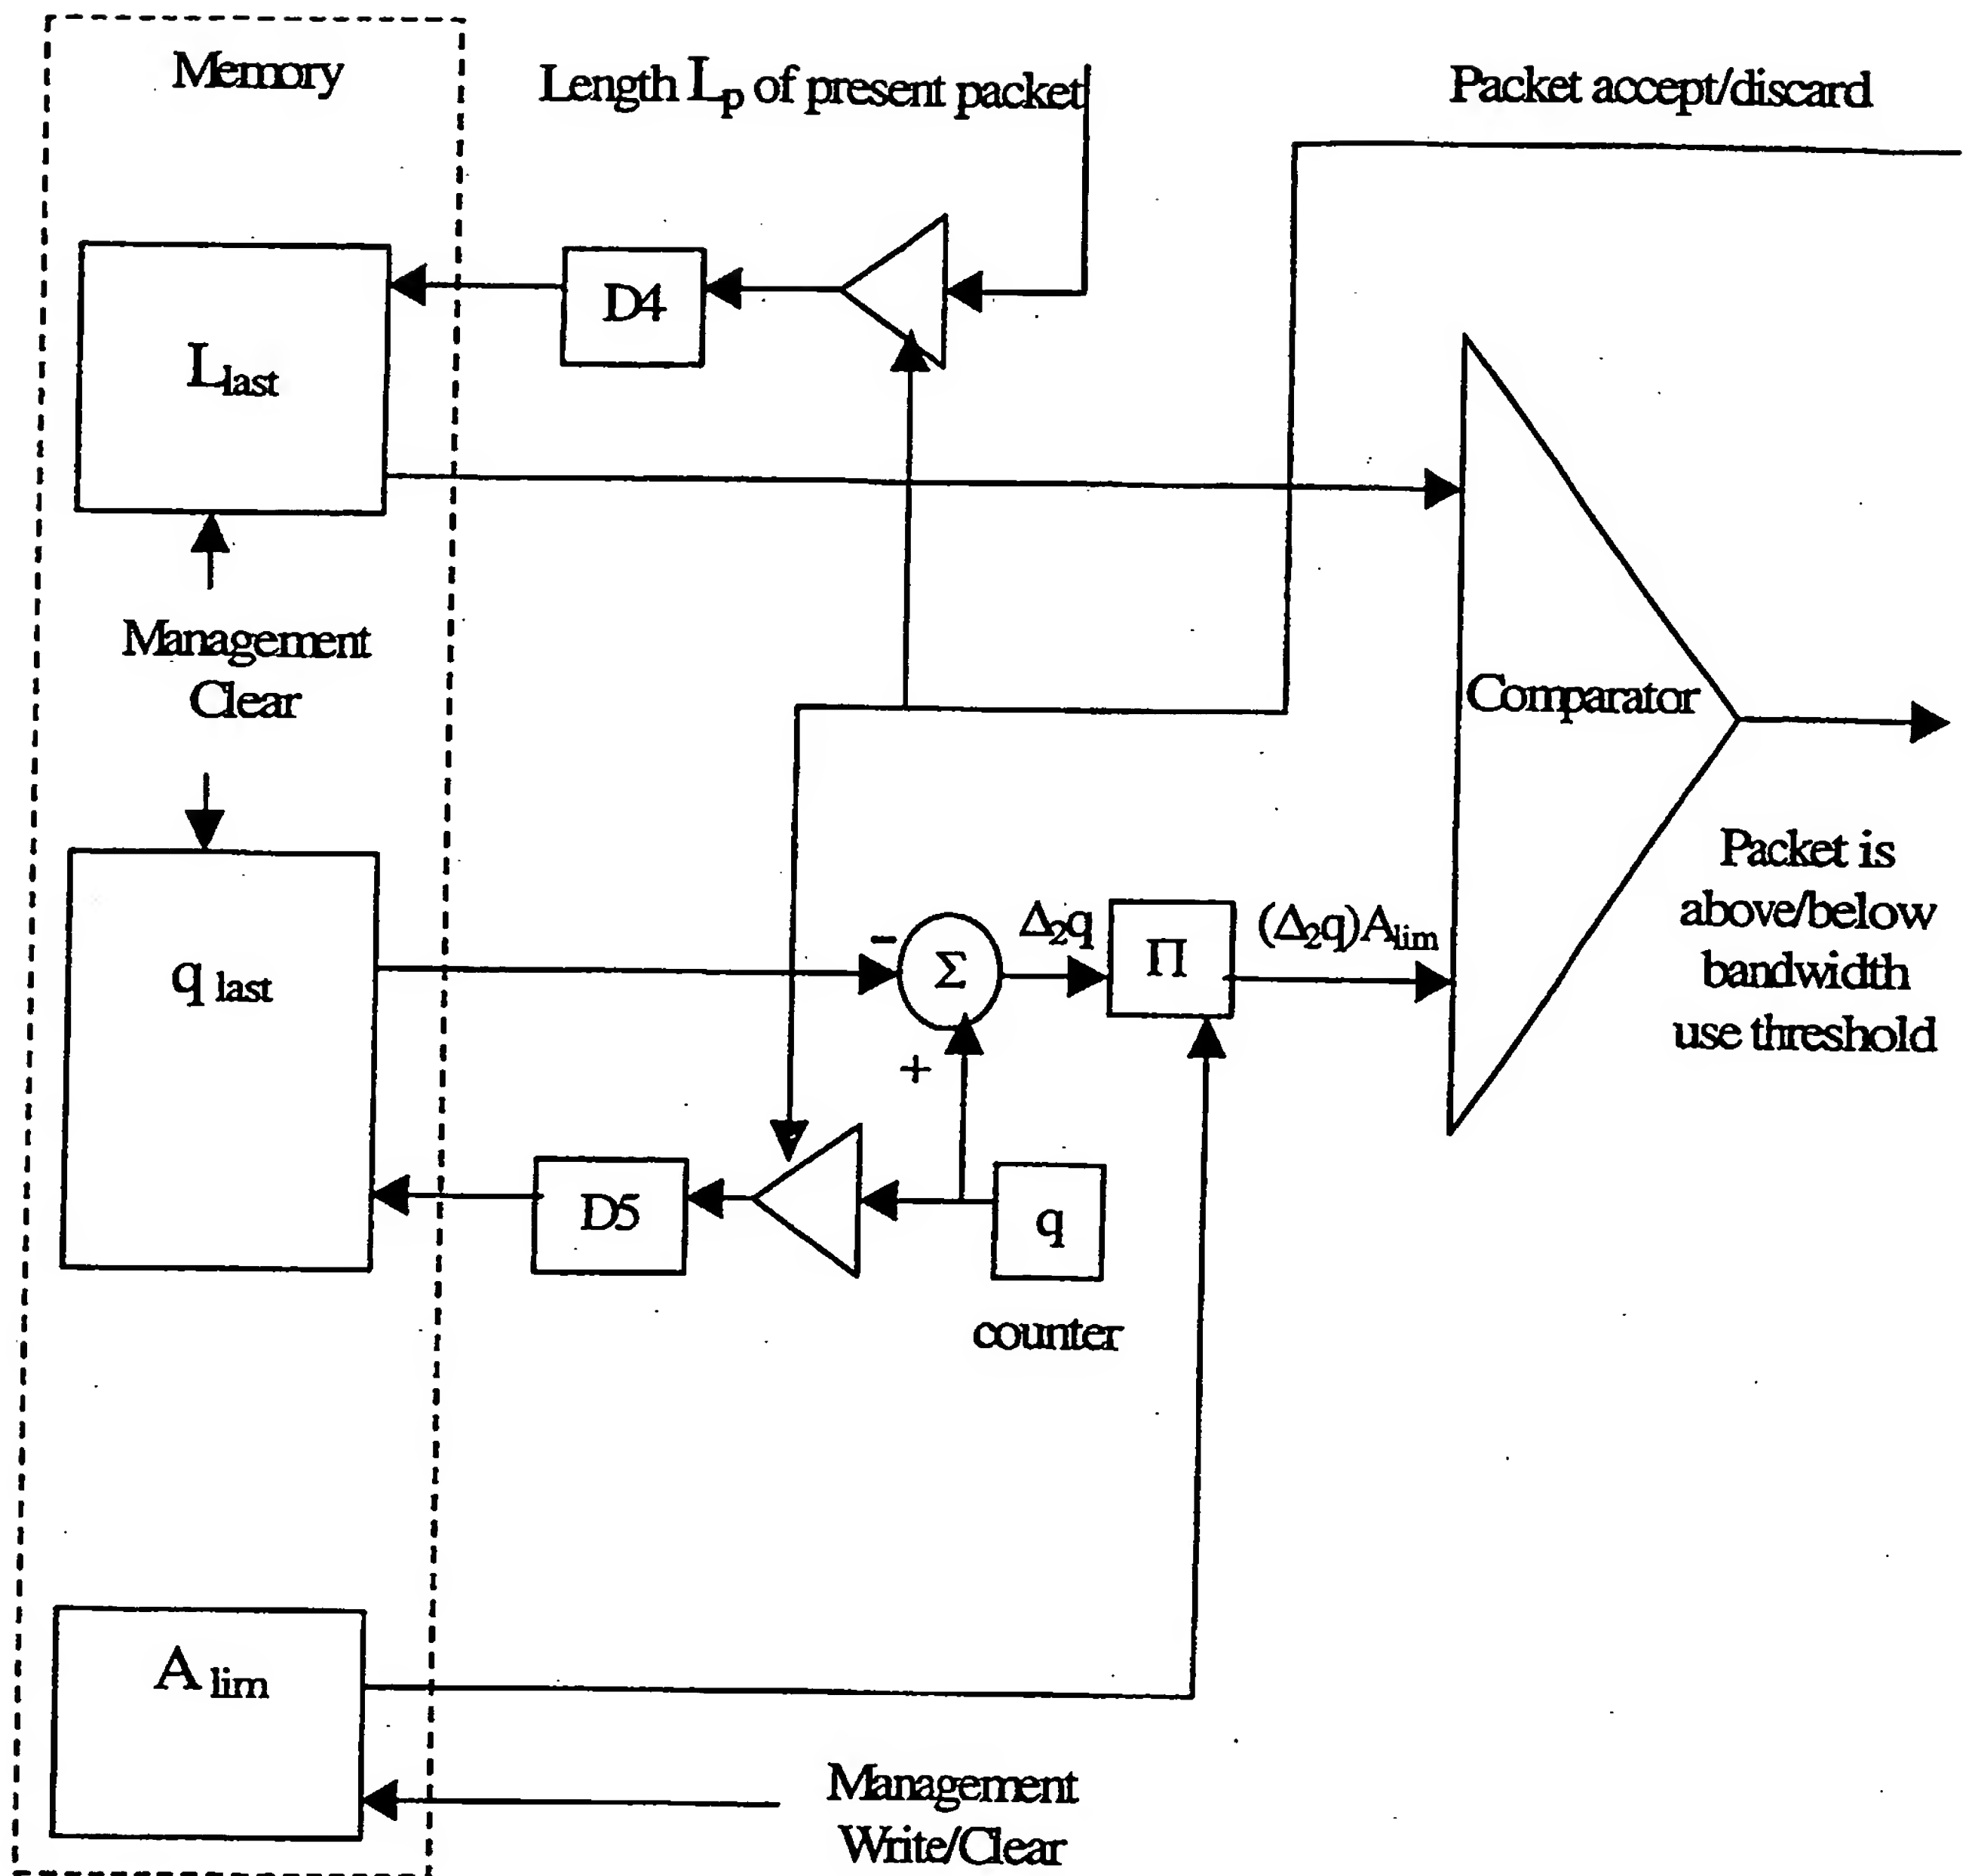 Memory
Length Lp of present packet
Packet accept/discard
D4
Llast
Management
Clear
Comparator
Packet is
above/below
bandwidth
use threshold
q last
-
Σ
Δ2q
Π
(Δ2q)Alim
+
D5
q
counter
A lim
Management
Write/Clear